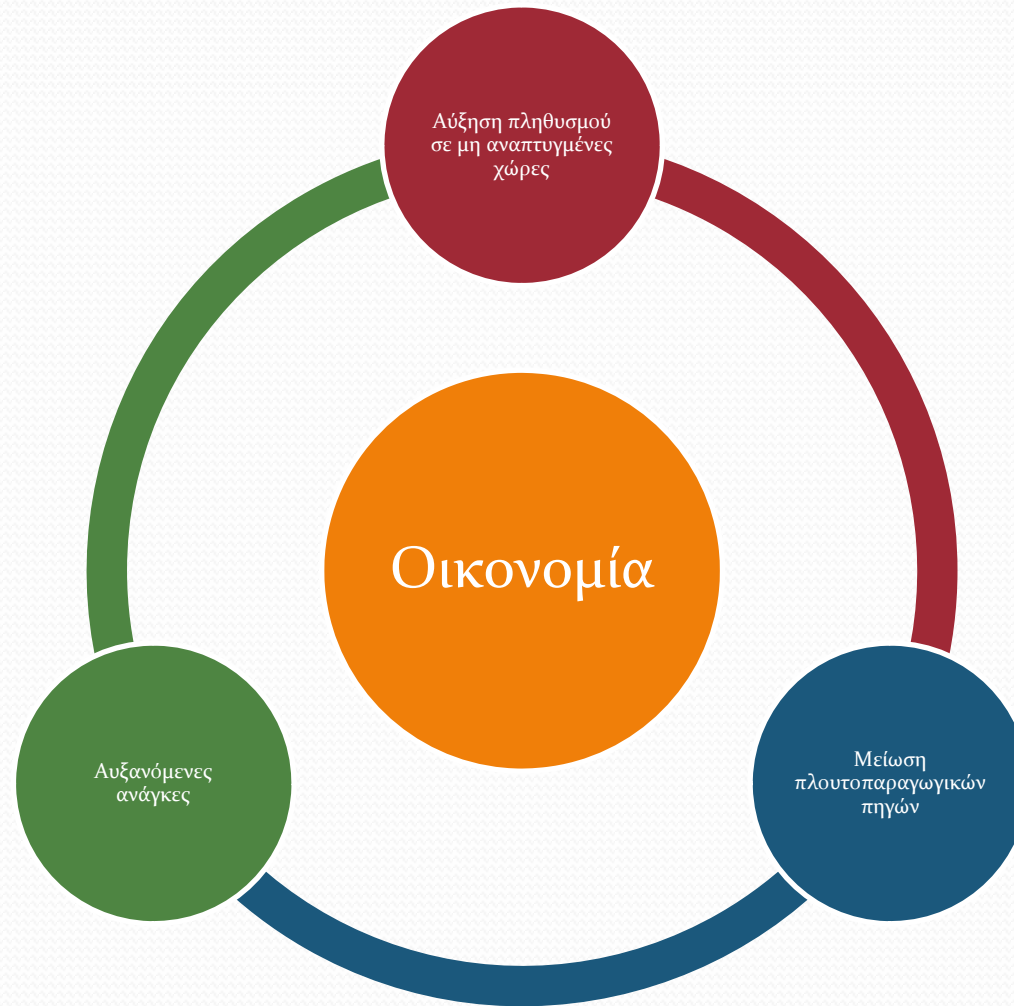 Αύξηση πληθυσμού
σε μη αναπτυγμένες
χώρες
Οικονομία
Μείωση
πλουτοπαραγωγικών
πηγών
Αυξανόμενες
ανάγκες